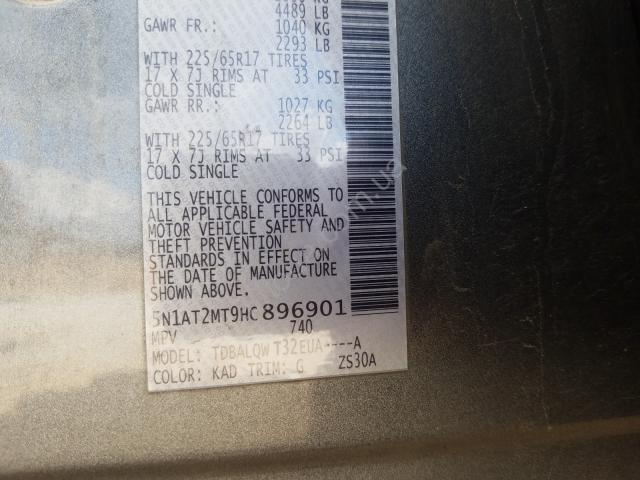 4489 LB
GAWR FR.: 1040 KG
2293 LB
WITH 225/65R17 TIRES
17 X 7J RIMS AT 33 PSI
COLD SINGLE
GAWR RR.: 1027 KG
2264 LB
WITH 225/65R17 TIRES
17 X 7J RIMS AT 33 PSI
COLD SINGLE
THIS VEHICLE CONFORMS TO
ALL APPLICABLE FEDERAL
MOTOR VEHICLE SAFETY AND
THEFT PREVENTION
STANDARDS IN EFFECT ON
THE DATE OF MANUFACTURE
SHOWN ABOVE.
5N1AT2MT9HC896901
MPV 740
MODEL: TDBALQW T32EUA----A
COLOR: KAD TRIM: G ZS30A